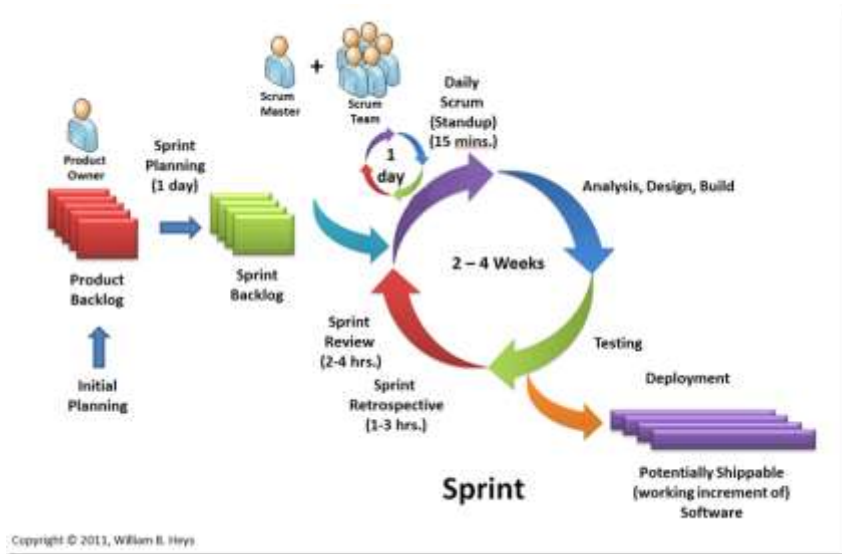 Scrum
Master
+
Scrum
Team
Daily
Scrum
(Standup)
(15 mins.)
1
day
Product
Owner
Sprint
Planning
(1 day)
Analysis, Design, Build
2 – 4 Weeks
Product
Backlog
Sprint
Backlog
Sprint
Review
(2-4 hrs.)
Testing
Initial
Planning
Sprint
Retrospective
(1-3 hrs.)
Deployment
Potentially Shippable
(working increment of)
Software
Sprint
Copyright © 2011, William B. Heys